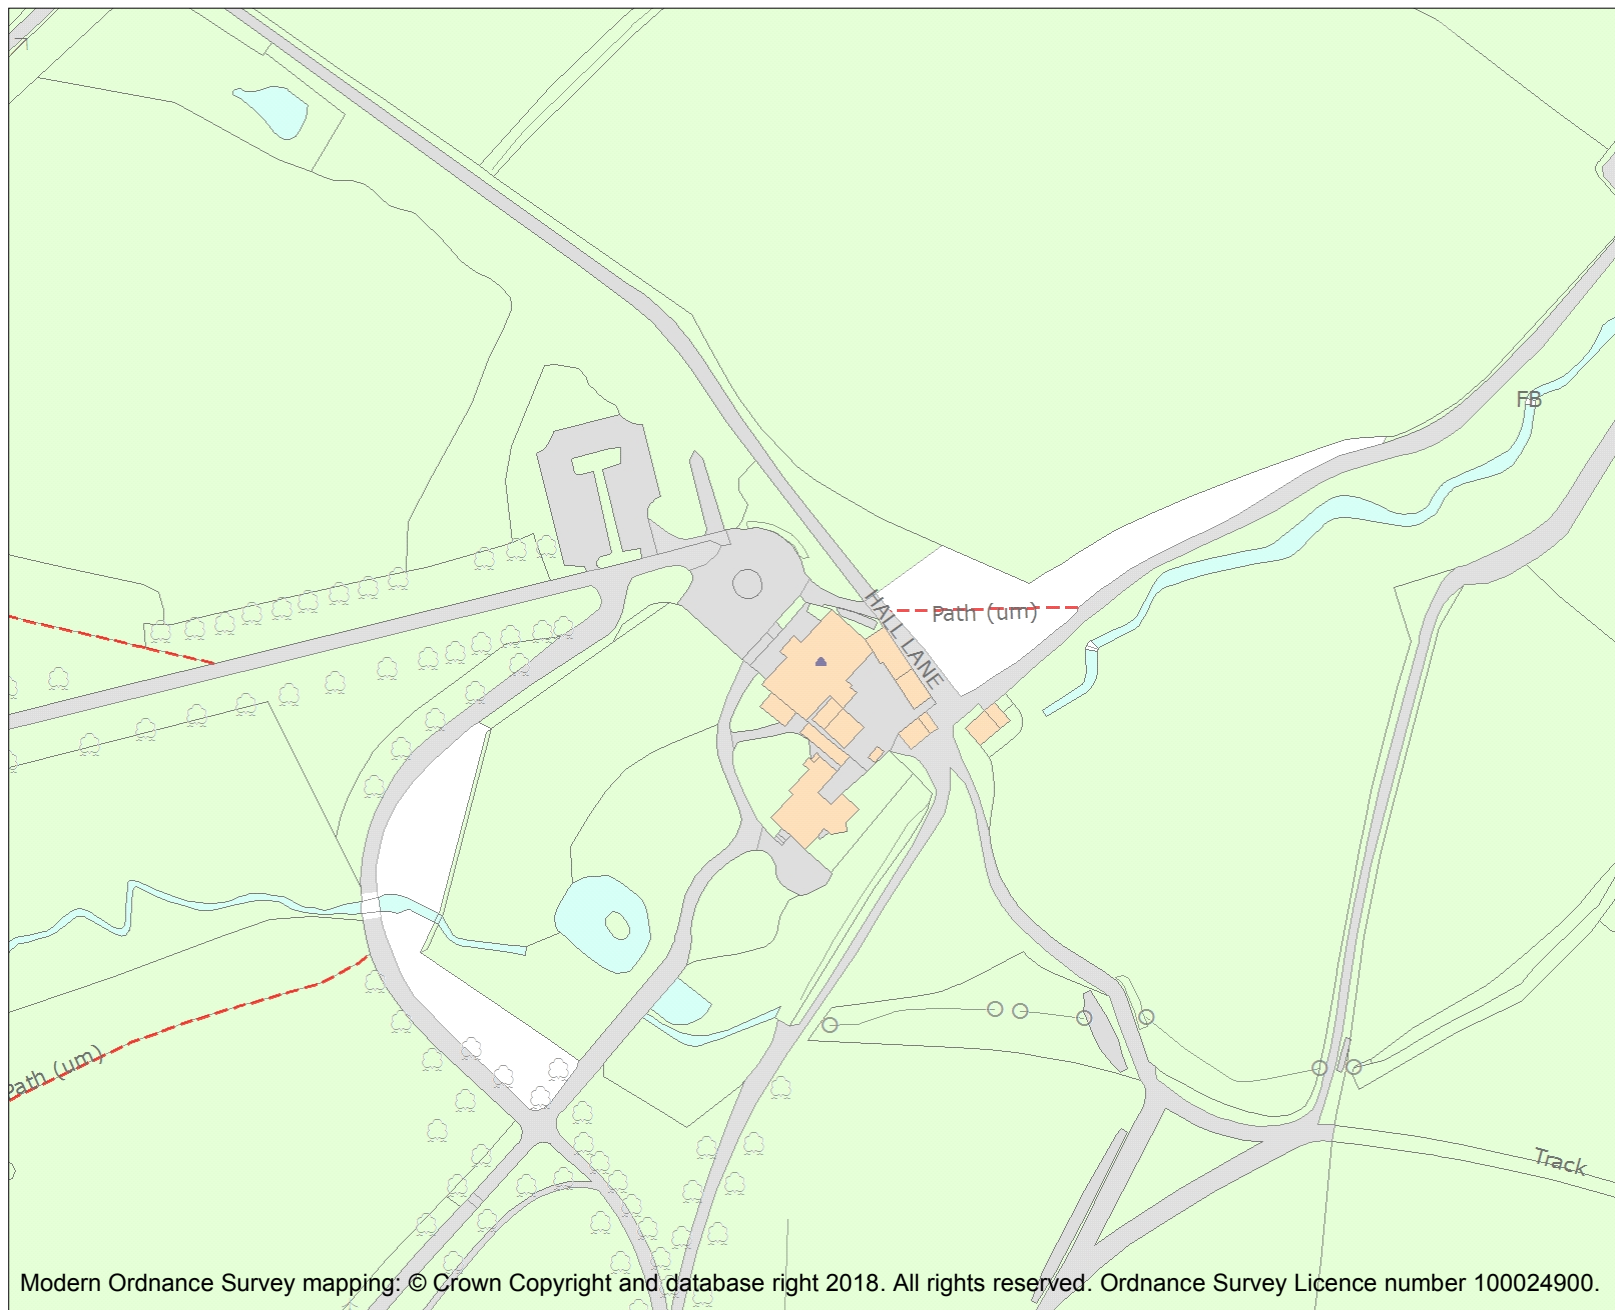 FB
HALL LANE
Path (um)
Path (um)
Track
Modern Ordnance Survey mapping: © Crown Copyright and database right 2018. All rights reserved. Ordnance Survey Licence number 100024900.